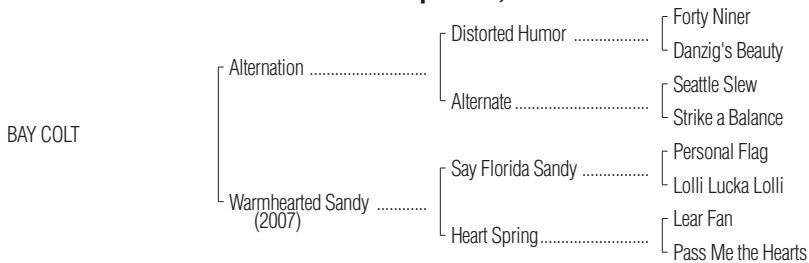 Forty Niner
Distorted Humor ..................
Danzig's Beauty
Alternation ............................
Seattle Slew
Alternate ................................
Strike a Balance
BAY COLT
Personal Flag
Say Florida Sandy ................
Lolli Lucka Lolli
Warmhearted Sandy ............
(2007)
Lear Fan
Heart Spring..........................
Pass Me the Hearts